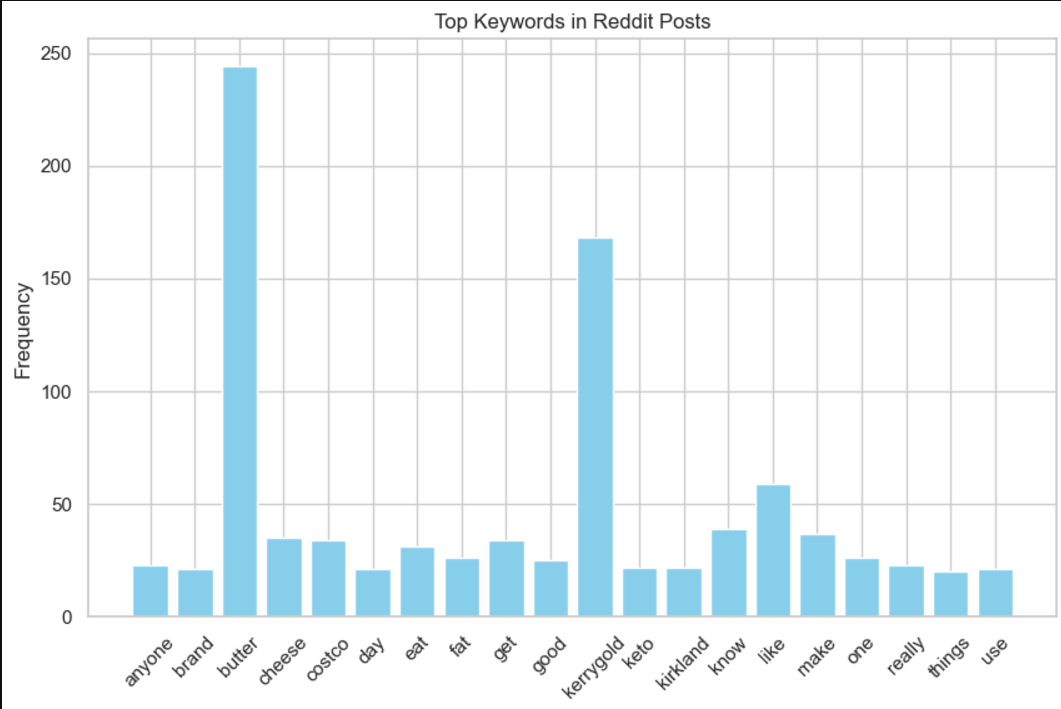 Top Keywords in Reddit Posts
250
200
150
100
50
0
Frequency
anyone
brand
butter
cheese
costco
day
eat
fat
get
good
kerrygold
keto
kirkland
know
like
make
one
really
things
use